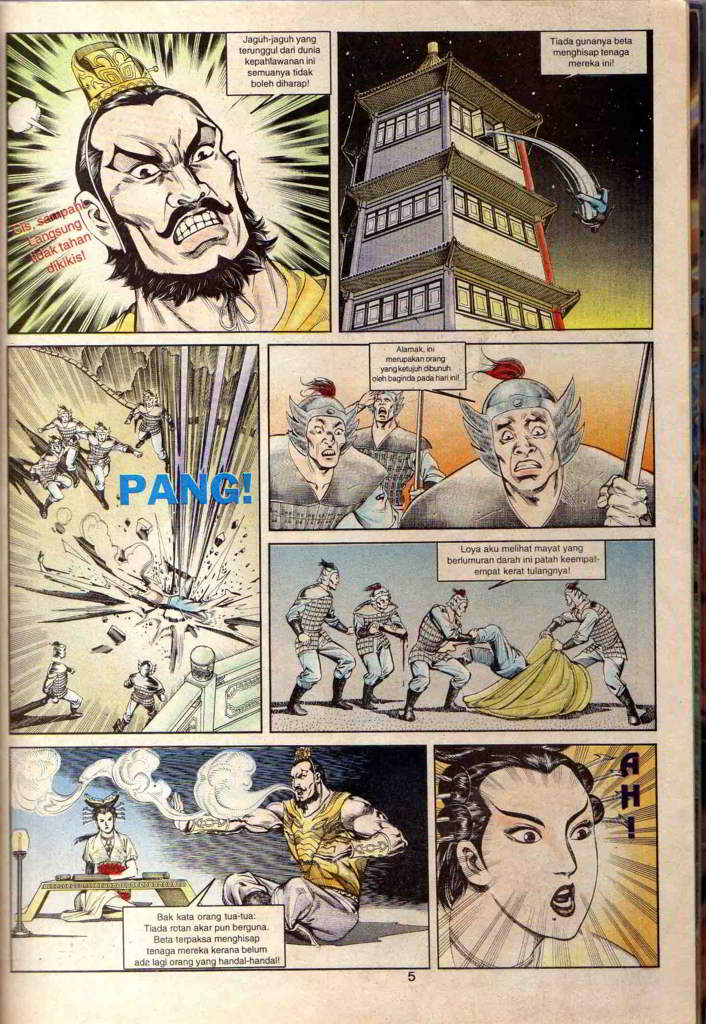 Jaguh-jaguh yang
terunggul dari dunia
kepahlawanan ini
semuanya tidak
boleh diharap!
Cis, sampah!
Langsung
tidak tahan
dikikis!
Tiada gunanya beta
menghisap tenaga
mereka ini!
PANG!
Alamak, ini
merupakan orang
yang ketujuh dibunuh
oleh baginda pada hari ini!
Loya aku melihat mayat yang
berlumuran darah ini patah keempat-
empat kerat tulangnya!
Bak kata orang tua-tua:
Tiada rotan akar pun berguna.
Beta terpaksa menghisap
tenaga mereka kerana belum
ada lagi orang yang handal-handal!
AH!
5